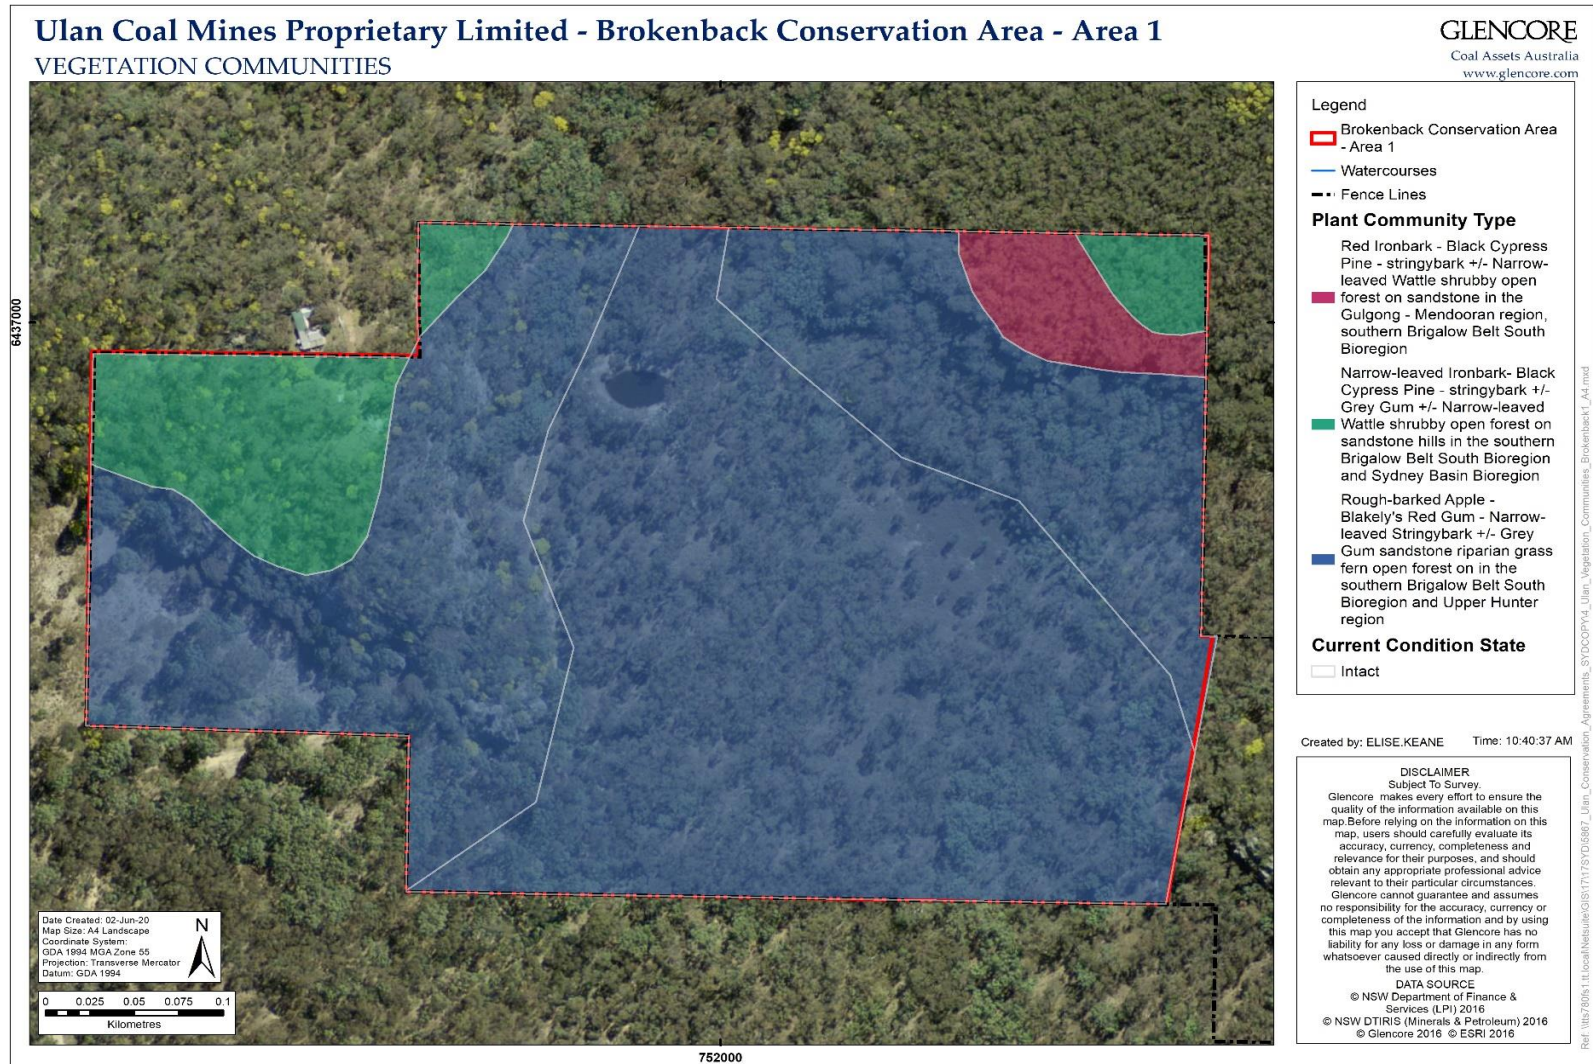 Ulan Coal Mines Proprietary Limited - Brokenback Conservation Area - Area 1
VEGETATION COMMUNITIES
GLENCORE
Coal Assets Australia
www.glencore.com
6437000
752000
Legend
Brokenback Conservation Area
- Area 1
Watercourses
Fence Lines
Plant Community Type
Red Ironbark - Black Cypress
Pine - stringybark +/- Narrow-
leaved Wattle shrubby open
forest on sandstone in the
Gulgong - Mendooran region,
southern Brigalow Belt South
Bioregion
Narrow-leaved Ironbark- Black
Cypress Pine - stringybark +/-
Grey Gum +/- Narrow-leaved
Wattle shrubby open forest on
sandstone hills in the southern
Brigalow Belt South Bioregion
and Sydney Basin Bioregion
Rough-barked Apple -
Blakely's Red Gum - Narrow-
leaved Stringybark +/- Grey
Gum sandstone riparian grass
fern open forest on in the
southern Brigalow Belt South
Bioregion and Upper Hunter
region
Current Condition State
Intact
Created by: ELISE.KEANE Time: 10:40:37 AM
DISCLAIMER
Subject To Survey.
Glencore makes every effort to ensure the
quality of the information available on this
map.Before relying on the information on this
map, users should carefully evaluate its
accuracy, currency, completeness and
relevance for their purposes, and should
obtain any appropriate professional advice
relevant to their particular circumstances.
Glencore cannot guarantee and assumes
no responsibility for the accuracy, currency or
completeness of the information and by using
this map you accept that Glencore has no
liability for any loss or damage in any form
whatsoever caused directly or indirectly from
the use of this map.
DATA SOURCE
© NSW Department of Finance &
Services (LPI) 2016
© NSW DTIRIS (Minerals & Petroleum) 2016
© Glencore 2016 © ESRI 2016
Date Created: 02-Jun-20
Map Size: A4 Landscape
Coordinate System:
GDA 1994 MGA Zone 55
Projection: Transverse Mercator
Datum: GDA 1994
N
0 0.025 0.05 0.075 0.1
Kilometres